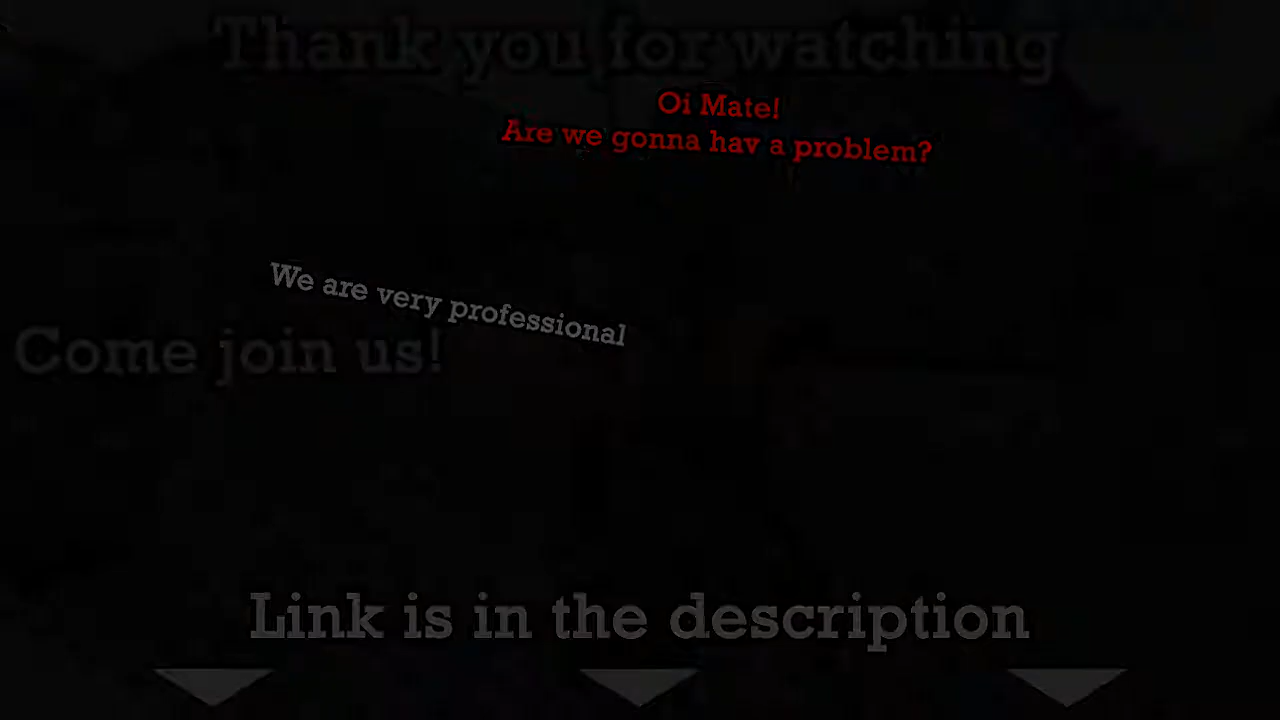 Thank you for watching
Oi Mate!
Are we gonna hav a problem?
We are very professional
Come join us!
Link is in the description